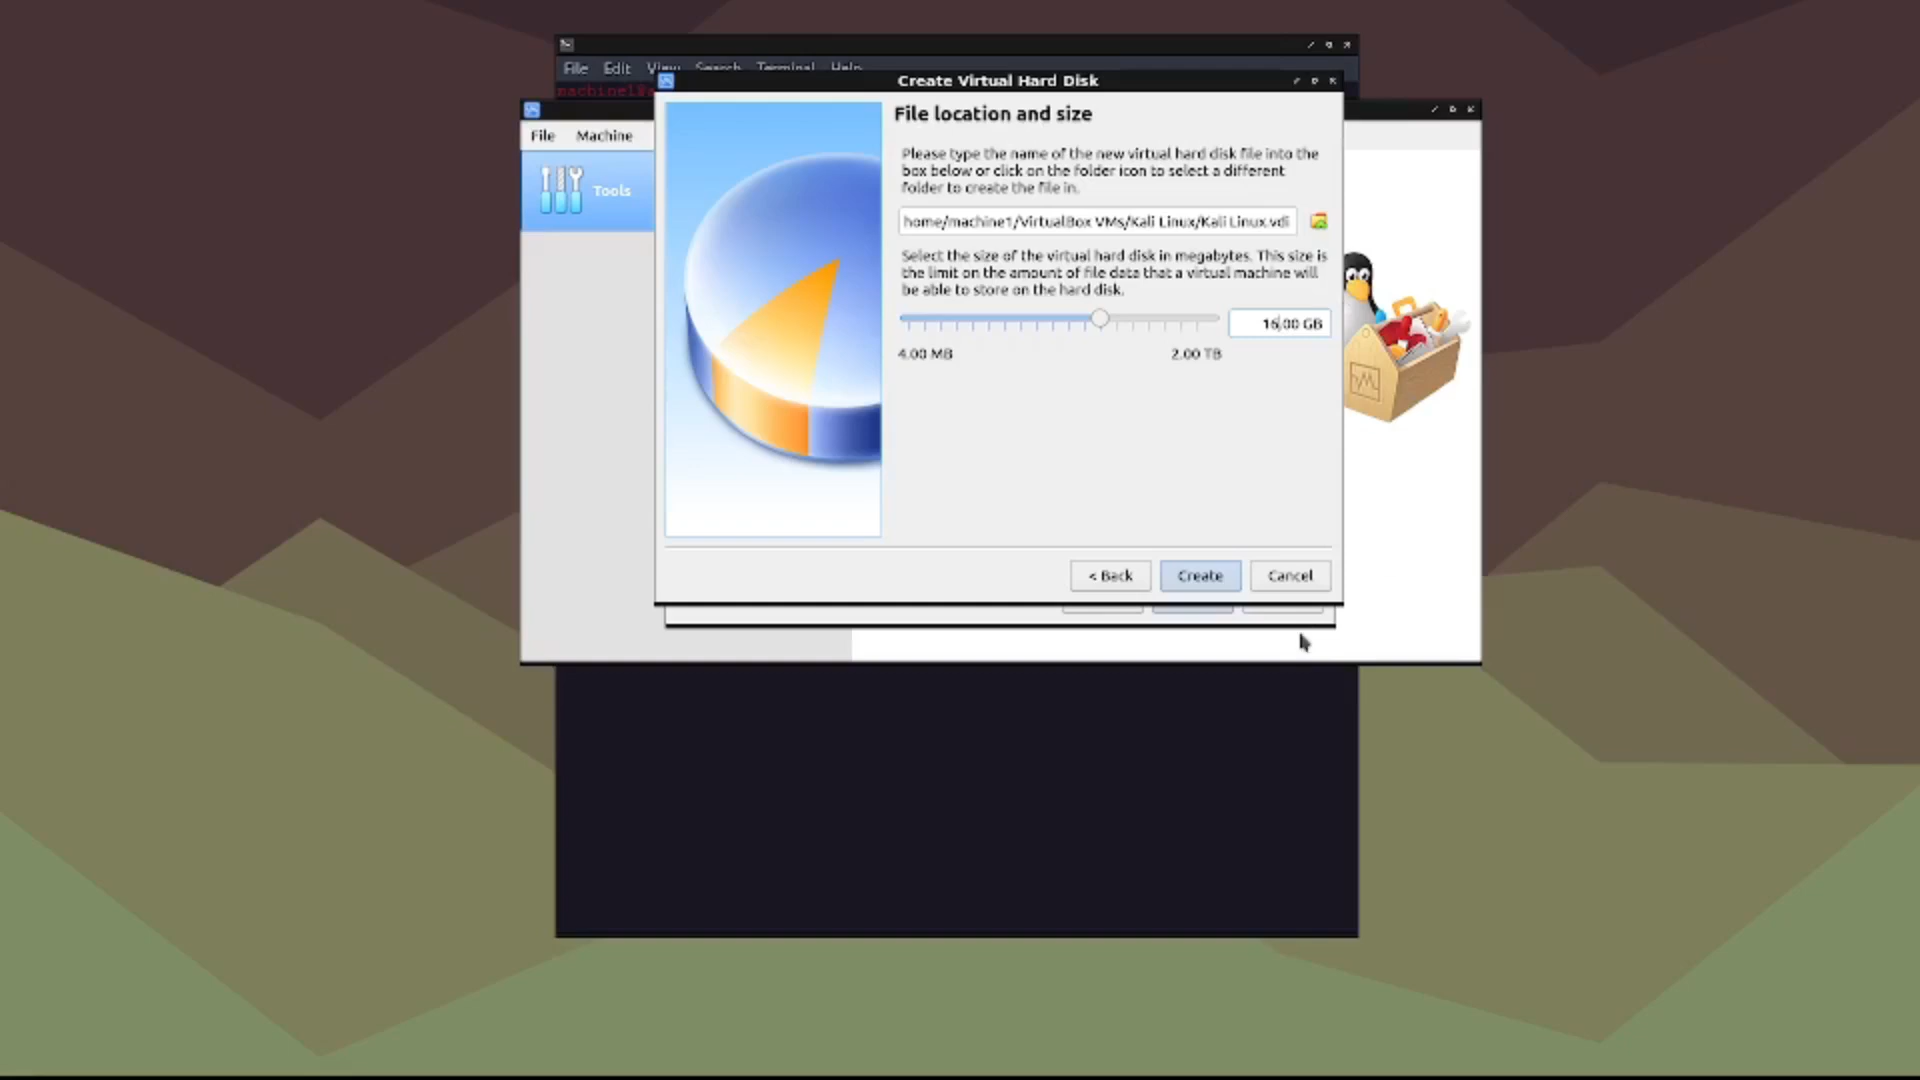 File Edit View Search Terminal Help
Create Virtual Hard Disk
File Machine
Tools
File location and size
Please type the name of the new virtual hard disk file into the
box below or click on the folder icon to select a different
folder to create the file in.
home/machine1/VirtualBox VMs/Kali Linux/Kali Linux.vdi
Select the size of the virtual hard disk in megabytes. This size is
the limit on the amount of file data that a virtual machine will
be able to store on the hard disk.
16.00 GB
4.00 MB 2.00 TB
< Back Create Cancel